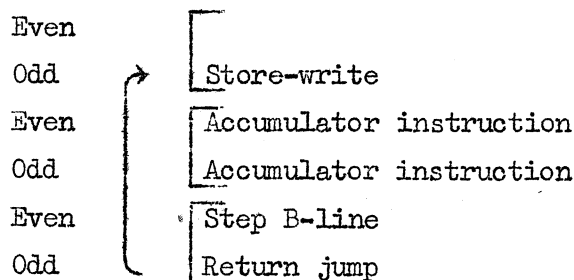 Even
Odd Store-write
Even Accumulator instruction
Odd Accumulator instruction
Even Step B-line
Odd Return jump